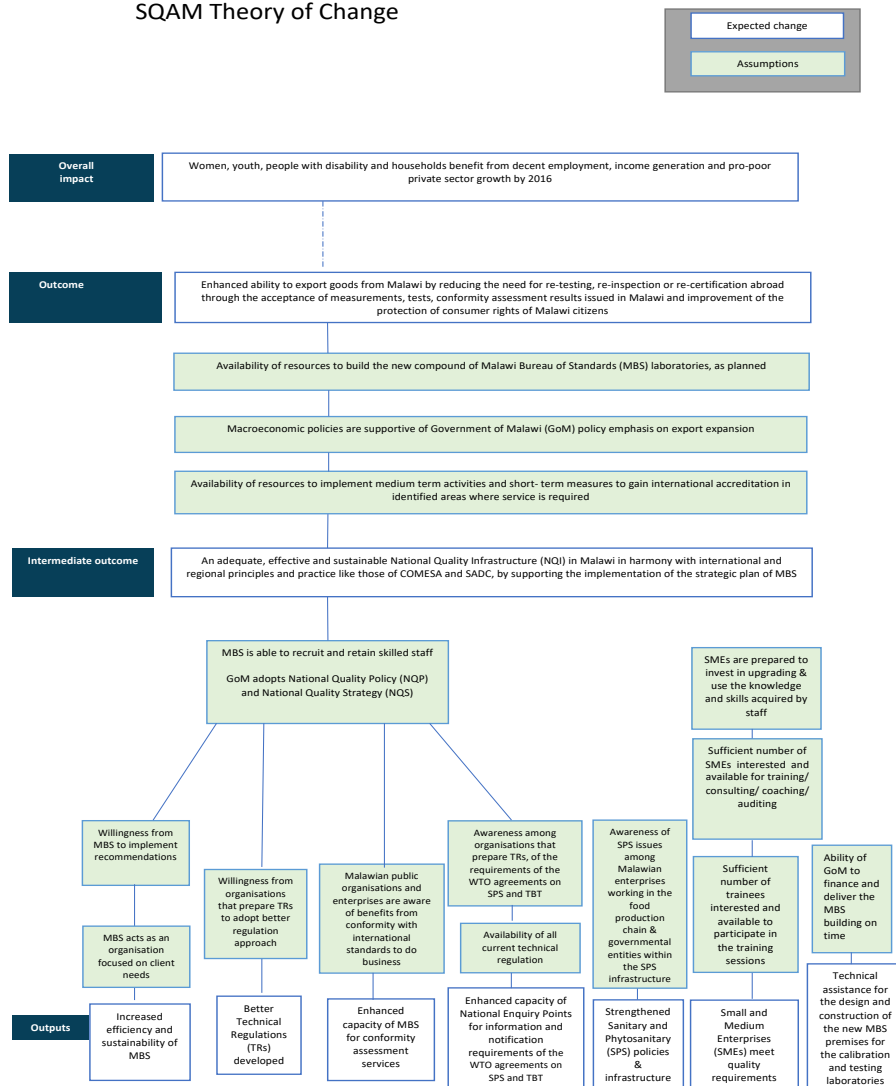 SQAM Theory of Change
Expected change
Assumptions
Overall
impact
Women, youth, people with disability and households benefit from decent employment, income generation and pro-poor
private sector growth by 2016
Outcome
Enhanced ability to export goods from Malawi by reducing the need for re-testing, re-inspection or re-certification abroad
through the acceptance of measurements, tests, conformity assessment results issued in Malawi and improvement of the
protection of consumer rights of Malawi citizens
Availability of resources to build the new compound of Malawi Bureau of Standards (MBS) laboratories, as planned
Macroeconomic policies are supportive of Government of Malawi (GoM) policy emphasis on export expansion
Availability of resources to implement medium term activities and short- term measures to gain international accreditation in
identified areas where service is required
Intermediate outcome
An adequate, effective and sustainable National Quality Infrastructure (NQI) in Malawi in harmony with international and
regional principles and practice like those of COMESA and SADC, by supporting the implementation of the strategic plan of MBS
MBS is able to recruit and retain skilled staff
GoM adopts National Quality Policy (NQP)
and National Quality Strategy (NQS)
SMEs are prepared to
invest in upgrading &
use the knowledge
and skills acquired by
staff
Sufficient number of
SMEs interested and
available for training/
consulting/ coaching/
auditing
Willingness from
MBS to implement
recommendations
MBS acts as an
organisation
focused on client
needs
Willingness from
organisations
that prepare TRs
to adopt better
regulation
approach
Malawian public
organisations and
enterprises are aware
of benefits from
conformity with
international
standards to do
business
Awareness among
organisations that
prepare TRs, of the
requirements of the
WTO agreements on
SPS and TBT
Availability of all
current technical
regulation
Awareness of
SPS issues
among
Malawian
enterprises
working in the
food
production
chain &
governmental
entities within
the SPS
infrastructure
Sufficient
number of
trainees
interested and
available to
participate in
the training
sessions
Ability of
GoM to
finance and
deliver the
MBS
building on
time
Outputs
Increased
efficiency and
sustainability of
MBS
Better
Technical
Regulations
(TRs)
developed
Enhanced
capacity of MBS
for conformity
assessment
services
Enhanced capacity of
National Enquiry Points
for information and
notification
requirements of the
WTO agreements on
SPS and TBT
Strengthened
Sanitary and
Phytosanitary
(SPS) policies
&
infrastructure
Small and
Medium
Enterprises
(SMEs) meet
quality
requirements
Technical
assistance for
the design and
construction of
the new MBS
premises for
the calibration
and testing
laboratories